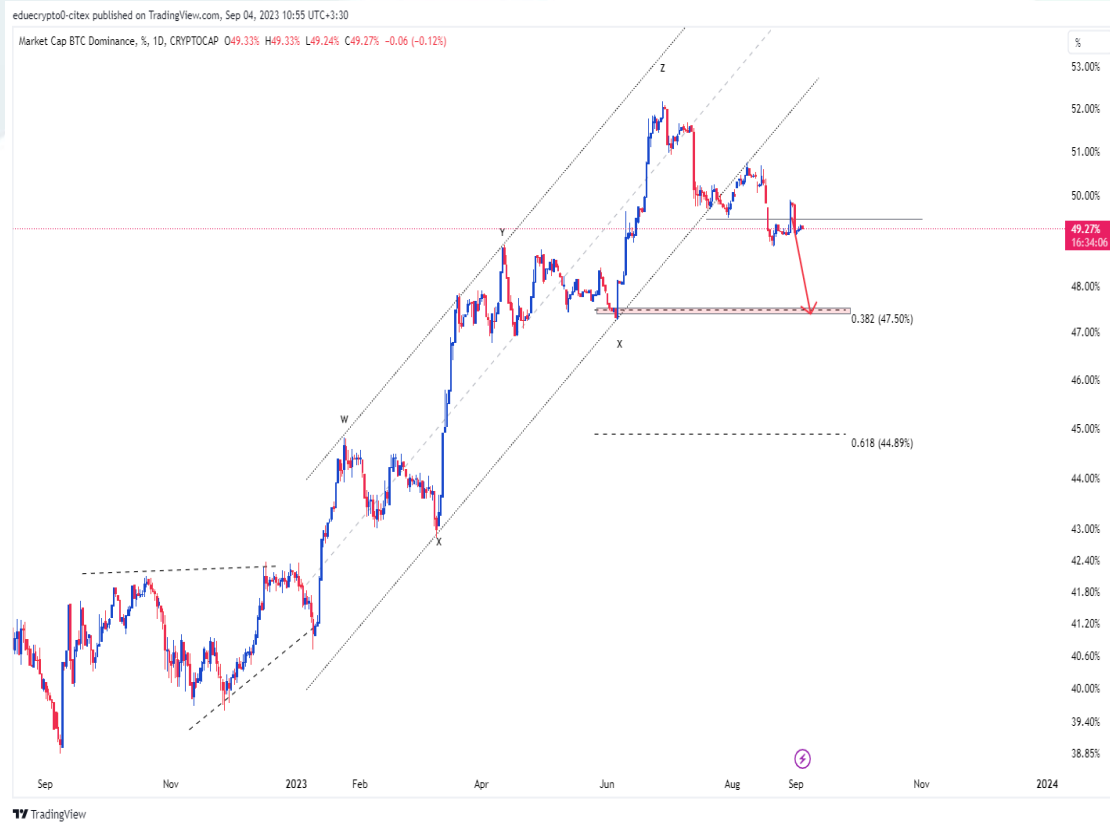 eduecrypto0-citex published on TradingView.com, Sep 04, 2023 10:55 UTC+3:30
Market Cap BTC Dominance, %, 1D, CRYPTOCAP O49.33% H49.33% L49.24% C49.27% −0.06 (−0.12%)
%
53.00%
Z
52.00%
51.00%
50.00%
49.27%
16:34:06
Y
48.00%
0.382 (47.50%)
47.00%
X
46.00%
45.00%
W
0.618 (44.89%)
44.00%
43.00%
X
42.40%
41.80%
41.20%
40.60%
40.00%
39.40%
38.85%
Sep Nov 2023 Feb Apr Jun Aug Sep Nov 2024
TradingView